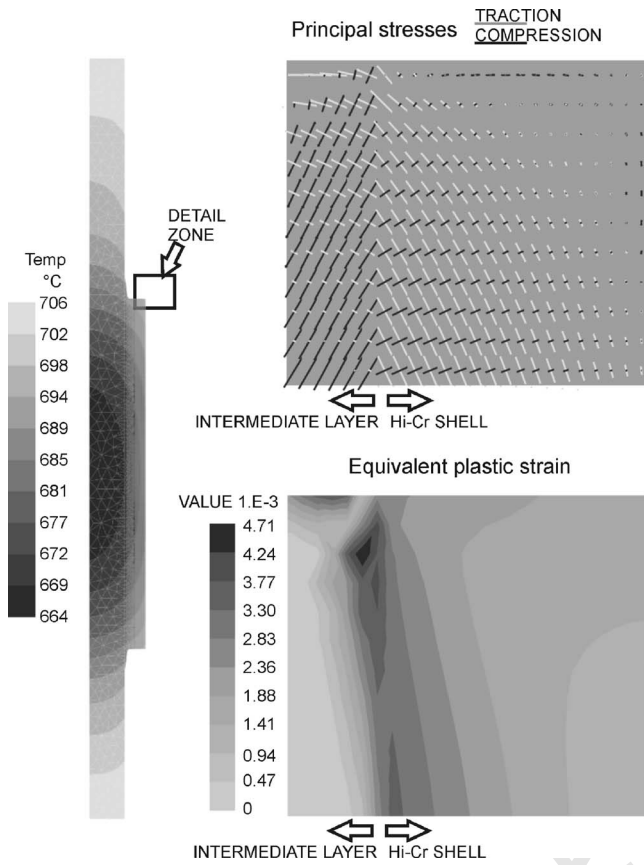 Principal stresses
TRACTION
COMPRESSION
DETAIL
ZONE
Temp
°C
706
702
698
694
689
685
681
677
672
669
664
INTERMEDIATE LAYER
Hi-Cr SHELL
Equivalent plastic strain
VALUE 1.E-3
4.71
4.24
3.77
3.30
2.83
2.36
1.88
1.41
0.94
0.47
0
INTERMEDIATE LAYER
Hi-Cr SHELL